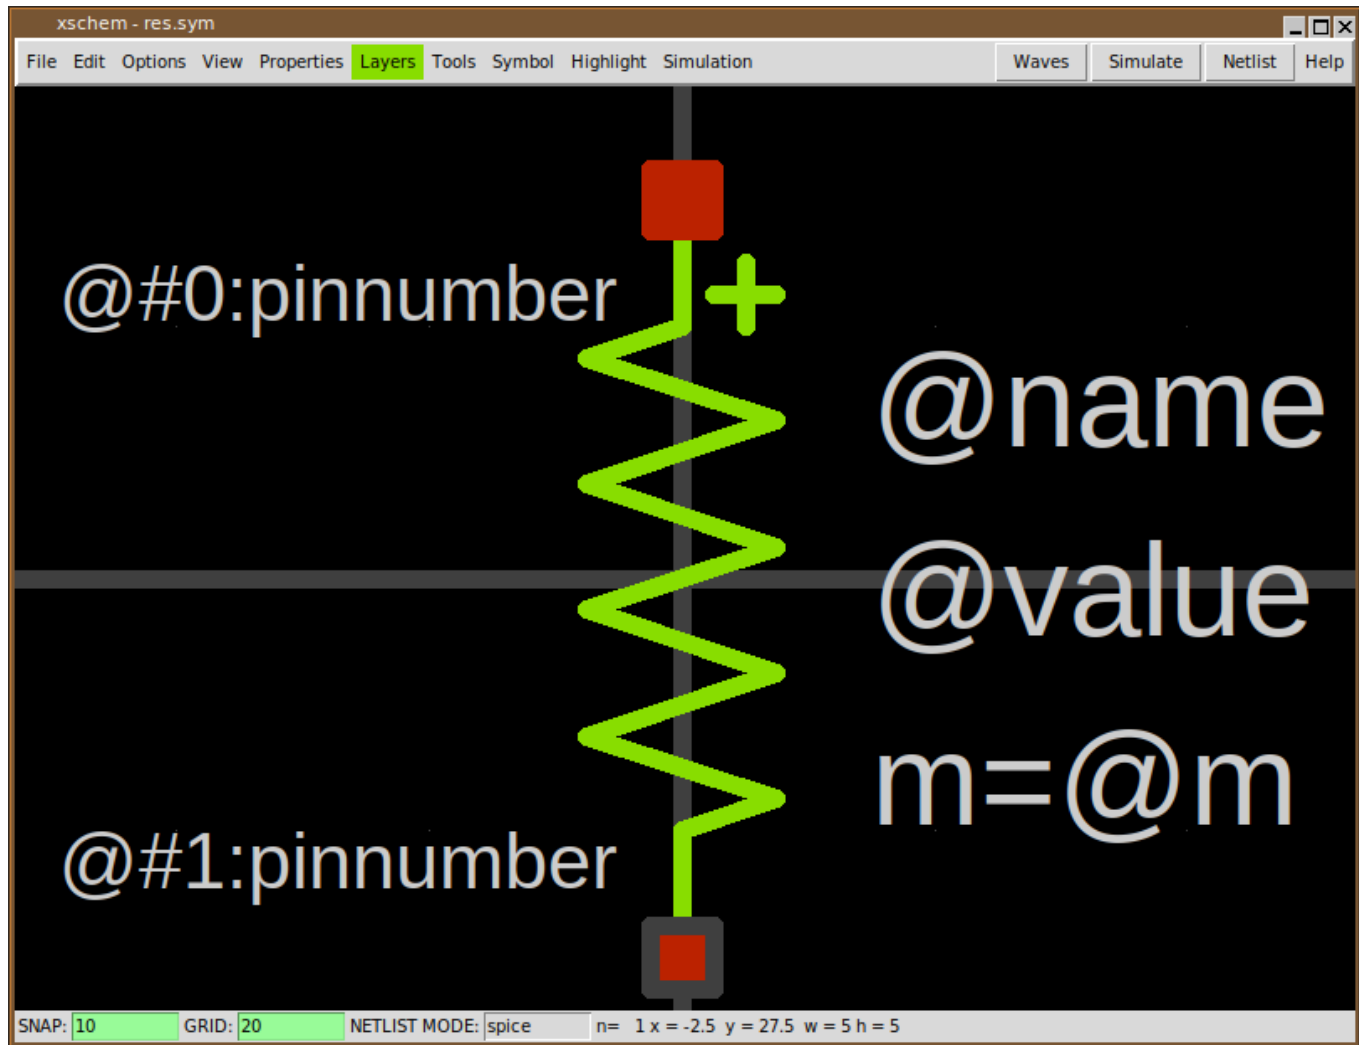 xschem - res.sym
File Edit Options View Properties Layers Tools Symbol Highlight Simulation Waves Simulate Netlist Help
@#0:pinnumber
@name
@value
m=@m
@#1:pinnumber
SNAP: 10 GRID: 20 NETLIST MODE: spice n= 1 x = -2.5 y = 27.5 w = 5 h = 5